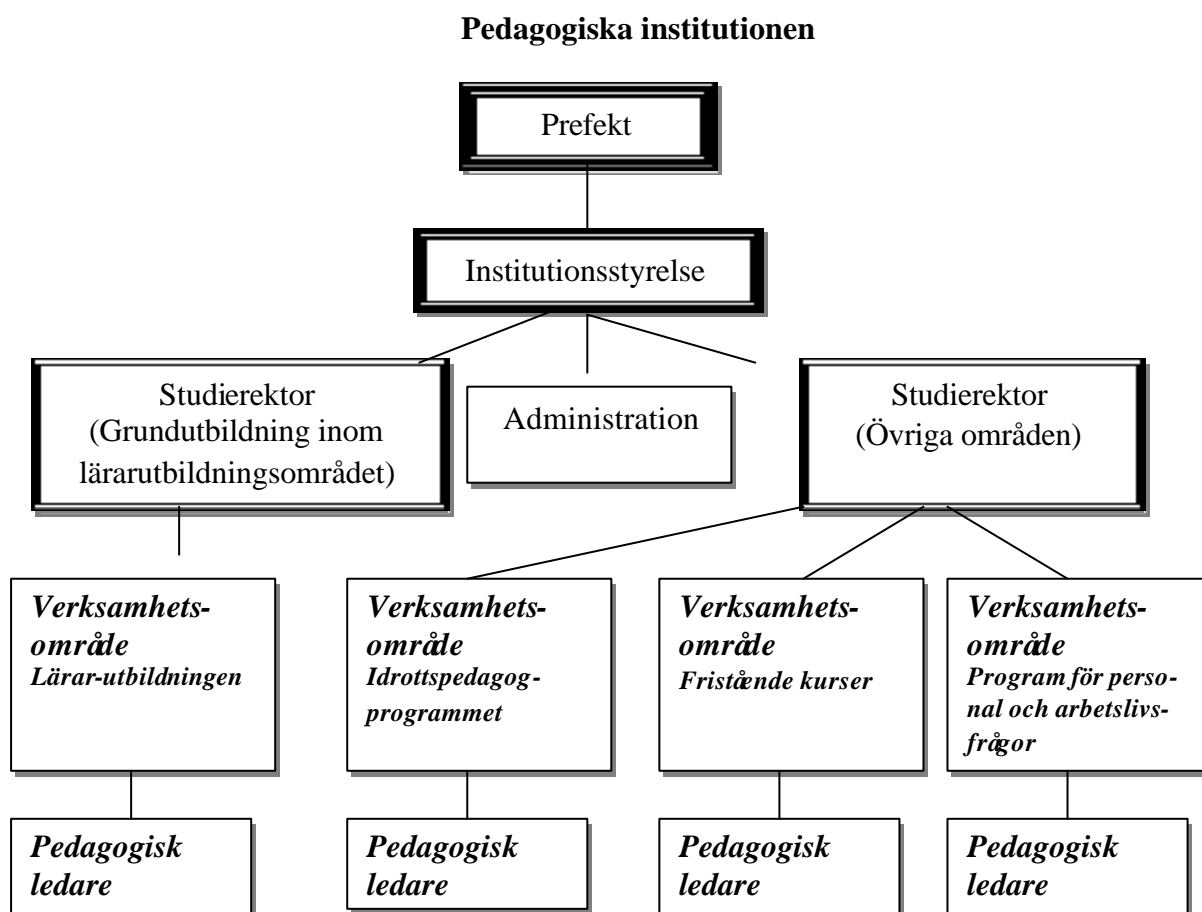 Pedagogiska institutionen
Prefekt
Institutionsstyrelse
Studierektor
(Grundutbildning inom
lärarutbildningsområdet)
Administration
Studierektor
(Övriga områden)
Verksamhets-
område
Lärar-utbildningen
Verksamhets-
område
Idrottspedagog-
programmet
Verksamhets-
område
Fristående kurser
Verksamhets-
område
Program för perso-
nal och arbetslivs-
frågor
Pedagogisk
ledare
Pedagogisk
ledare
Pedagogisk
ledare
Pedagogisk
ledare